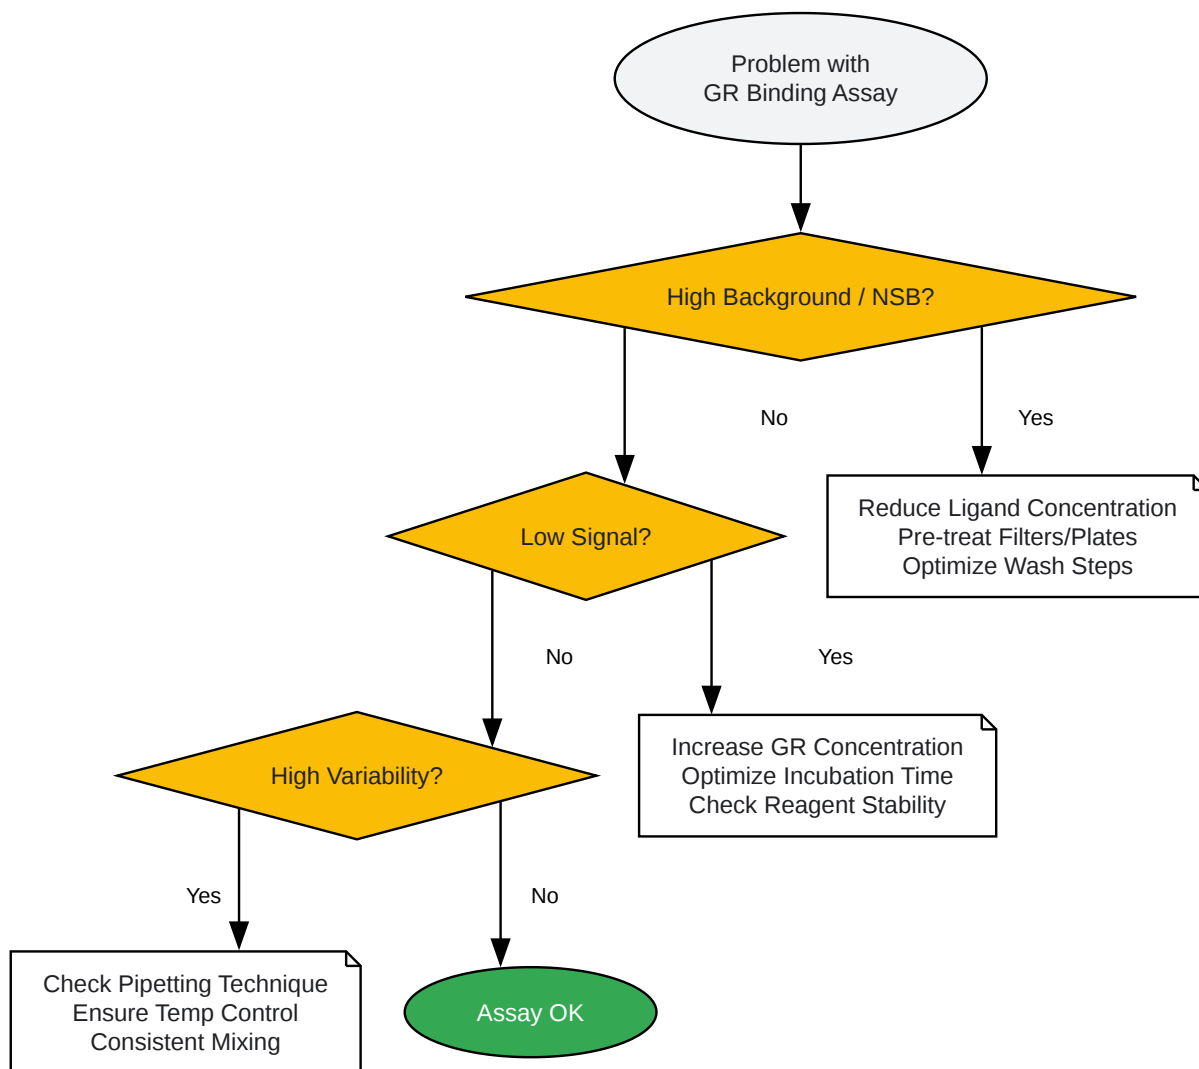 Problem with
GR Binding Assay
High Background / NSB?
No
Yes
Reduce Ligand Concentration
Pre-treat Filters/Plates
Optimize Wash Steps
Low Signal?
No
Yes
Increase GR Concentration
Optimize Incubation Time
Check Reagent Stability
High Variability?
Yes
No
Check Pipetting Technique
Ensure Temp Control
Consistent Mixing
Assay OK